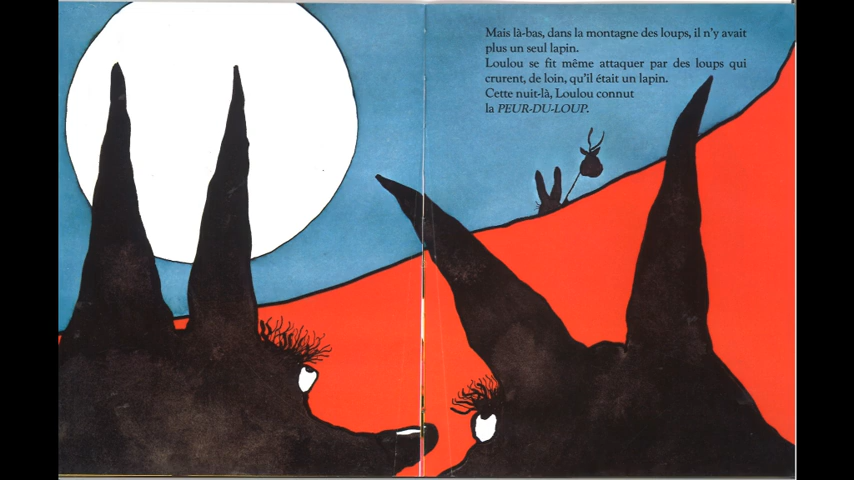 Mais là-bas, dans la montagne des loups, il n'y avait
plus un seul lapin.
Loulou se fit même attaquer par des loups qui
crurent, de loin, qu'il était un lapin.
Cette nuit-là, Loulou connut
la PEUR-DU-LOUP.